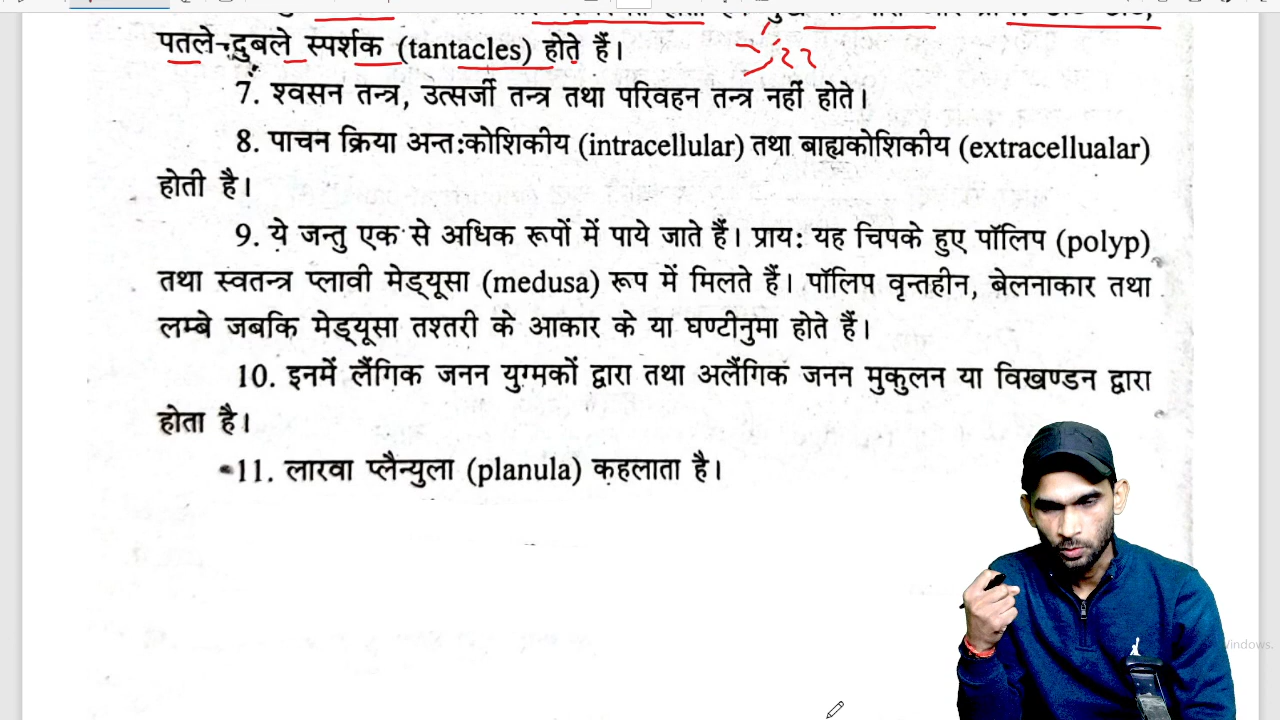 पतले-दुबले स्पर्शक (tantacles) होते हैं।
7. श्वसन तन्त्र, उत्सर्जी तन्त्र तथा परिवहन तन्त्र नहीं होते।
8. पाचन क्रिया अन्त:कोशिकीय (intracellular) तथा बाह्यकोशिकीय (extracellualar)
होती है।
9. ये जन्तु एक से अधिक रूपों में पाये जाते हैं। प्राय: यह चिपके हुए पॉलिप (polyp)
तथा स्वतन्त्र प्लावी मेड्यूसा (medusa) रूप में मिलते हैं। पॉलिप वृन्तहीन, बेलनाकार तथा
लम्बे जबकि मेड्यूसा तश्तरी के आकार के या घण्टीनुमा होते हैं।
10. इनमें लैंगिक जनन युग्मकों द्वारा तथा अलैंगिक जनन मुकुलन या विखण्डन द्वारा
होता है।
11. लारवा प्लैन्युला (planula) कहलाता है।
Windows.